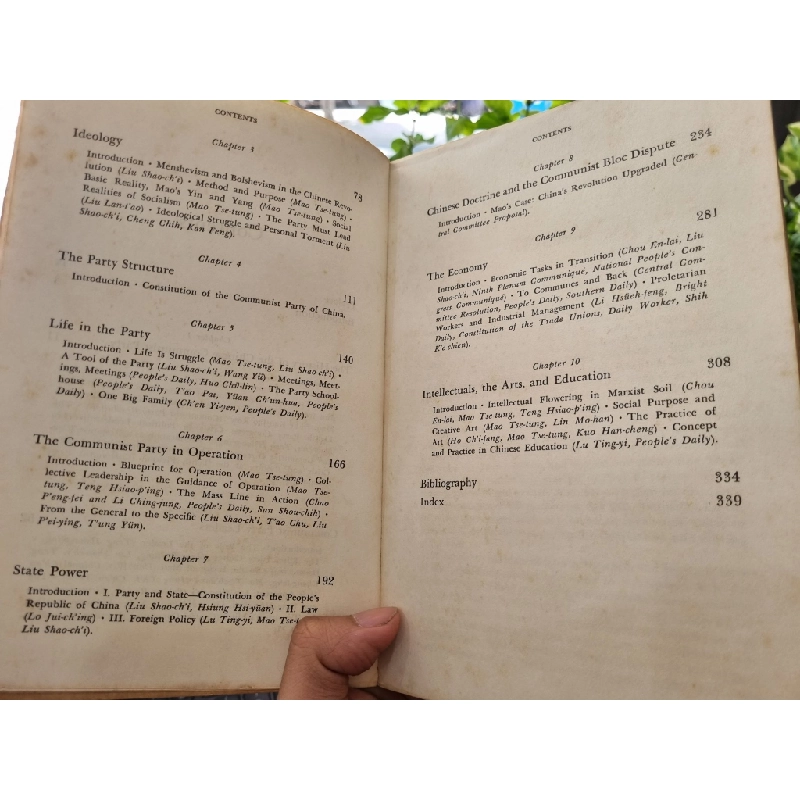 CONTENTS
Chapter 3
Ideology 78
Introduction • Menshevism and Bolshevism in the Chinese Revo-
lution (Liu Shao-ch'i) • Method and Purpose (Mao Tse-tung) •
Basic Reality, Mao's Yin and Yang (Mao Tse-tung) • Social
Realities of Socialism (Mao Tse-tung) • The Party Must Lead
(Liu Lan-t'ao) • Ideological Struggle and Personal Torment (Liu
Shao-ch'i, Cheng Chih, Kan Feng).
Chapter 4
The Party Structure 111
Introduction • Constitution of the Communist Party of China.
Chapter 5
Life in the Party 140
Introduction • Life Is Struggle (Mao Tse-tung, Liu Shao-ch'i) •
A Tool of the Party (Liu Shao-ch'i, Wang Yü) • Meetings, Meet-
ings, Meetings (People's Daily, Huo Chü-lin) • The Party School-
house (People's Daily, T'ao Pai, Yüan Ch'un-hua, People's
Daily) • One Big Family (Ch'en Yi-yen, People's Daily).
Chapter 6
The Communist Party in Operation 166
Introduction • Blueprint for Operation (Mao Tse-tung) • Col-
lective Leadership in the Guidance of Operation (Mao Tse-
tung, Teng Hsiao-p'ing) • The Mass Line in Action (Chao
P'eng-fei and Li Ching-jung, People's Daily, Sun Shou-chih) •
From the General to the Specific (Liu Shao-ch'i, T'ao Chu, Liu
P'ei-ying, T'ung Yün).
Chapter 7
State Power 192
Introduction • I. Party and State—Constitution of the People's
Republic of China (Liu Shao-ch'i, Hsiung Hsi-yüan) • II. Law
(Lo Jui-ch'ing) • III. Foreign Policy (Lu Ting-yi, Mao Tse-
Liu Shao-ch'i).
CONTENTS
Chapter 8
Chinese Doctrine and the Communist Bloc Dispute 234
Introduction • Mao's Case: China's Revolution Upgraded (Cen-
tral Committee Proposal).
Chapter 9
The Economy 281
Introduction • Economic Tasks in Transition (Chou En-lai, Liu
Shao-ch'i, Ninth Plenum Communique, National People's Con-
gress Communiqué) • To Communes and Back (Central Com-
mittee Resolution, People's Daily, Southern Daily) • Proletarian
Workers and Industrial Management (Li Hsüeh-feng, Bright
Daily, Constitution of the Trade Unions, Daily Worker, Shih
K'e-chien).
Chapter 10
Intellectuals, the Arts, and Education 308
Introduction • Intellectual Flowering in Marxist Soil (Chou
En-lai, Mao Tse-tung, Teng Hsiao-p'ing) • Social Purpose and
Creative Art (Mao Tse-tung, Lin Mo-han) • The Practice of
Art (Ho Ch'i-fang, Mao Tse-tung, Kuo Han-cheng) • Concept
and Practice in Chinese Education (Lu Ting-yi, People's Daily).
Bibliography 334
Index 339